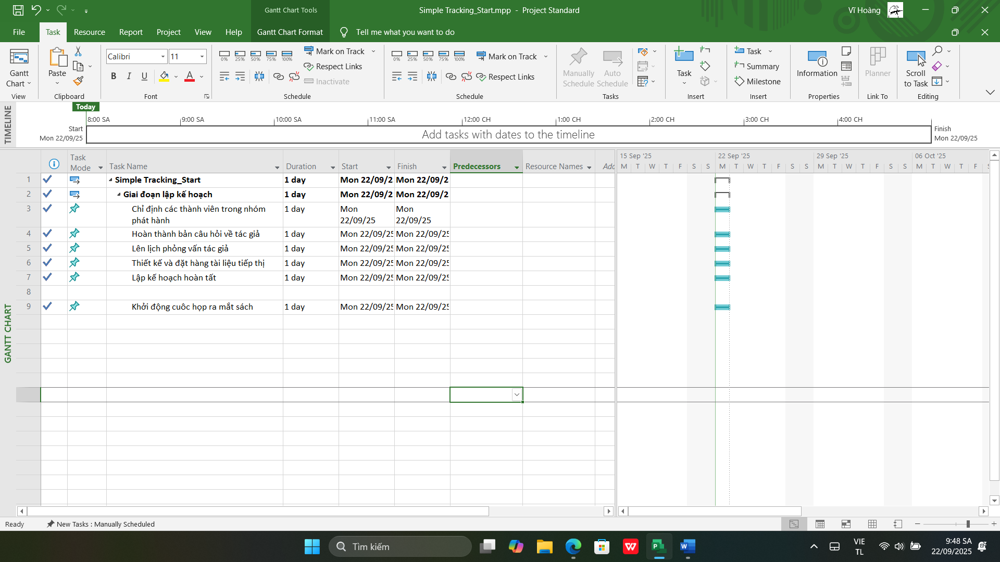 Gantt Chart Tools
Simple Tracking_Start.mpp - Project Standard
Vĩ Hoàng
File Task Resource Report Project View Help Gantt Chart Format Tell me what you want to do
Gantt Chart
View
Paste
Clipboard
Calibri 11
B I U A
Font
0% 25% 50% 75% 100%
Mark on Track
Respect Links
Inactivate
Schedule
0% 25% 50% 75% 100%
Mark on Track
Respect Links
Schedule
Manually Schedule
Auto Schedule
Tasks
Task
Insert
Task
Summary
Milestone
Insert
Information
Properties
Planner
Link To
Scroll to Task
Editing
TIMELINE
Today
8:00 SA 9:00 SA 10:00 SA 11:00 SA 12:00 CH 1:00 CH 2:00 CH 3:00 CH 4:00 CH
Start
Mon 22/09/25
Add tasks with dates to the timeline
Finish
Mon 22/09/25
GANTT CHART
Task Mode Task Name Duration Start Finish Predecessors Resource Names Add
15 Sep '25 22 Sep '25 29 Sep '25 06 Oct '25
M T W T F S S M T W T F S S M T W T F S S M T W T F S
1 Simple Tracking_Start 1 day Mon 22/09/2 Mon 22/09/2
2 Giai đoạn lập kế hoạch 1 day Mon 22/09/2 Mon 22/09/2
3 Chỉ định các thành viên trong nhóm phát hành 1 day Mon 22/09/25 Mon 22/09/25
4 Hoàn thành bản câu hỏi về tác giả 1 day Mon 22/09/25 Mon 22/09/25
5 Lên lịch phỏng vấn tác giả 1 day Mon 22/09/25 Mon 22/09/25
6 Thiết kế và đặt hàng tài liệu tiếp thị 1 day Mon 22/09/25 Mon 22/09/25
7 Lập kế hoạch hoàn tất 1 day Mon 22/09/25 Mon 22/09/25
8
9 Khởi động cuôc họp ra mắt sách 1 day Mon 22/09/25 Mon 22/09/25
Ready New Tasks : Manually Scheduled
Tìm kiếm
VIE
TL
9:48 SA
22/09/2025